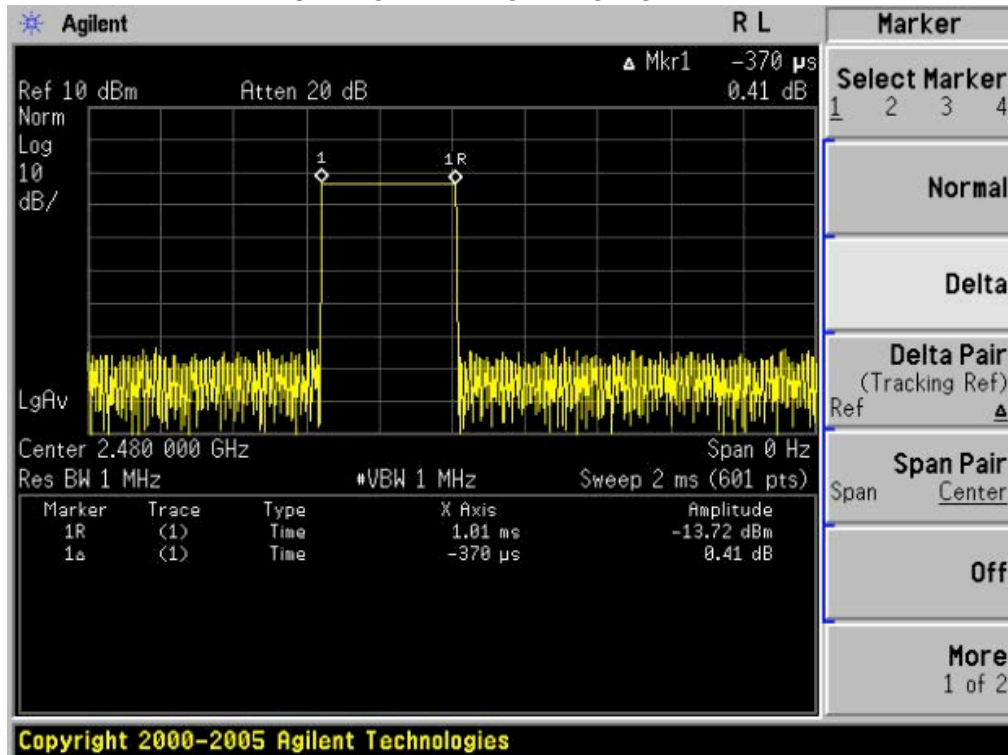 Agilent R L
Δ Mkr1 -370 µs
Ref 10 dBm Atten 20 dB 0.41 dB
Norm
Log
10
dB/
1 1R
LgAv
Center 2.480 000 GHz Span 0 Hz
Res BW 1 MHz #VBW 1 MHz Sweep 2 ms (601 pts)
Marker Trace Type X Axis Amplitude
1R (1) Time 1.01 ms -13.72 dBm
1Δ (1) Time -370 µs 0.41 dB
Marker
Select Marker
1 2 3 4
Normal
Delta
Delta Pair
(Tracking Ref)
Ref Δ
Span Pair
Span Center
Off
More
1 of 2
Copyright 2000-2005 Agilent Technologies